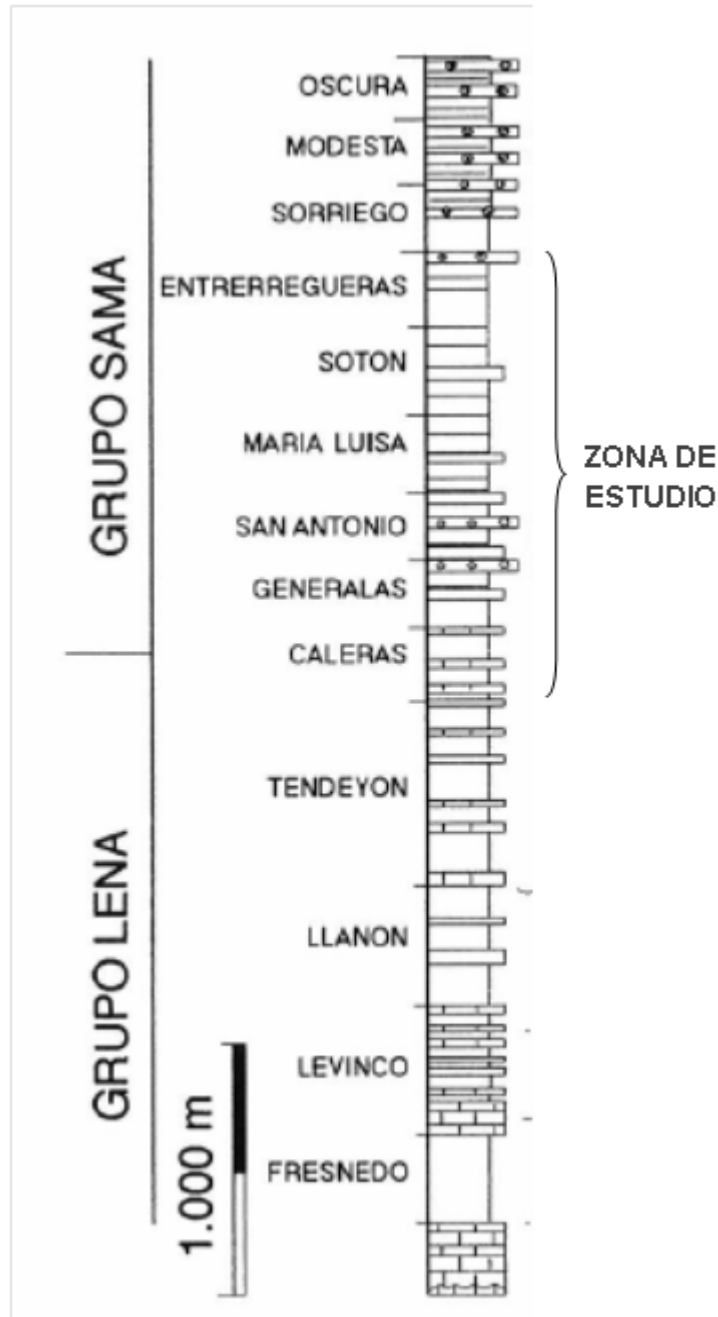 GRUPO SAMA
OSCURA
MODESTA
SORRIEGO
ENTRERREGUERAS
SOTON
MARIA LUISA
SAN ANTONIO
GENERALAS
CALERAS
ZONA DE
ESTUDIO
GRUPO LENA
TENDEYON
LLANON
LEVINCO
FRESNEDO
1.000 m